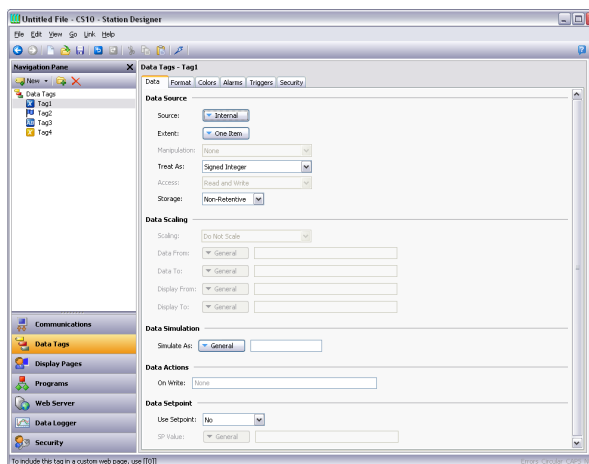 Untitled File - CS10 - Station Designer
File Edit View Go Link Help
Navigation Pane
New
Data Tags
Tag1
Tag2
Tag3
Tag4
Communications
Data Tags
Display Pages
Programs
Web Server
Data Logger
Security
Data Tags - Tag1
Data Format Colors Alarms Triggers Security
Data Source
Source: Internal
Extent: One Item
Manipulation: None
Treat As: Signed Integer
Access: Read and Write
Storage: Non-Retentive
Data Scaling
Scaling: Do Not Scale
Data From: General
Data To: General
Display From: General
Display To: General
Data Simulation
Simulate As: General
Data Actions
On Write: None
Data Setpoint
Use Setpoint: No
SP Value: General
To include this tag in a custom web page, use [[T0]]